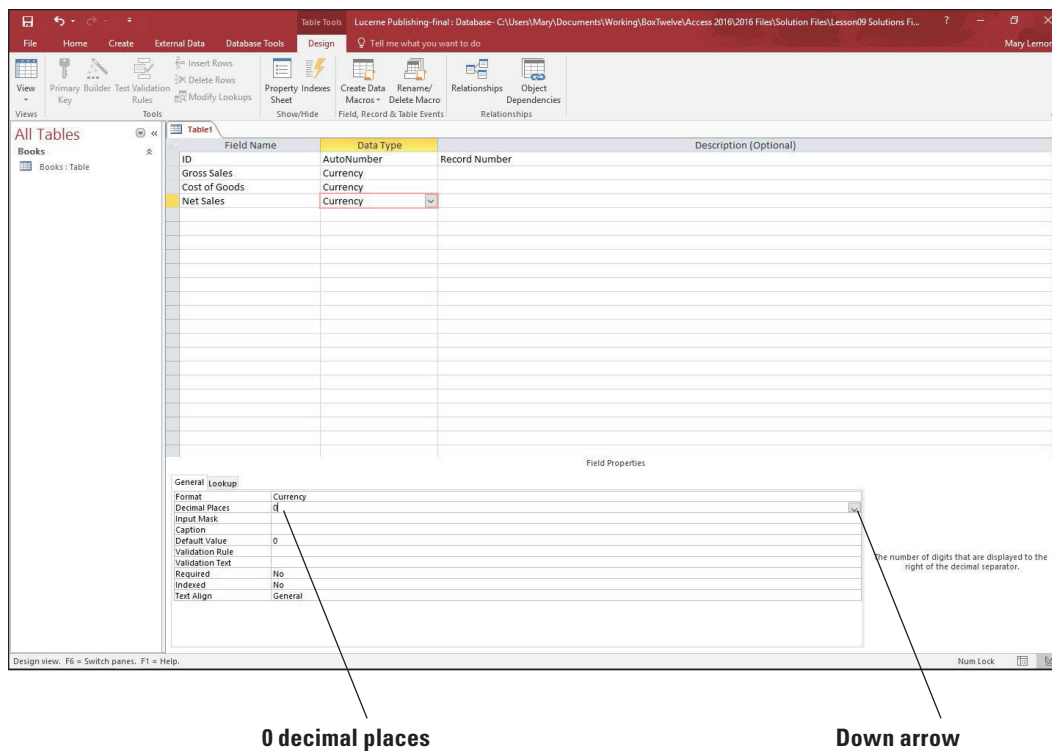 Table Tools Lucerne Publishing-final : Database- C:\Users\Mary\Documents\Working\BoxTwelve\Access 2016\2016 Files\Solution Files\Lesson09 Solutions Fi... ?
File Home Create External Data Database Tools Design Tell me what you want to do Mary Lemon
View
Primary Key
Builder
Test Validation Rules
Insert Rows
Delete Rows
Modify Lookups
Property Sheet
Indexes
Create Data Macros
Rename/ Delete Macro
Relationships
Object Dependencies
Views Tools Show/Hide Field, Record & Table Events Relationships
All Tables
Books
Books : Table
Table1
Field Name Data Type Description (Optional)
ID AutoNumber Record Number
Gross Sales Currency
Cost of Goods Currency
Net Sales Currency
Field Properties
General Lookup
Format Currency
Decimal Places 0
Input Mask
Caption
Default Value 0
Validation Rule
Validation Text
Required No
Indexed No
Text Align General
The number of digits that are displayed to the
right of the decimal separator.
Design view. F6 = Switch panes. F1 = Help. Num Lock
0 decimal places Down arrow